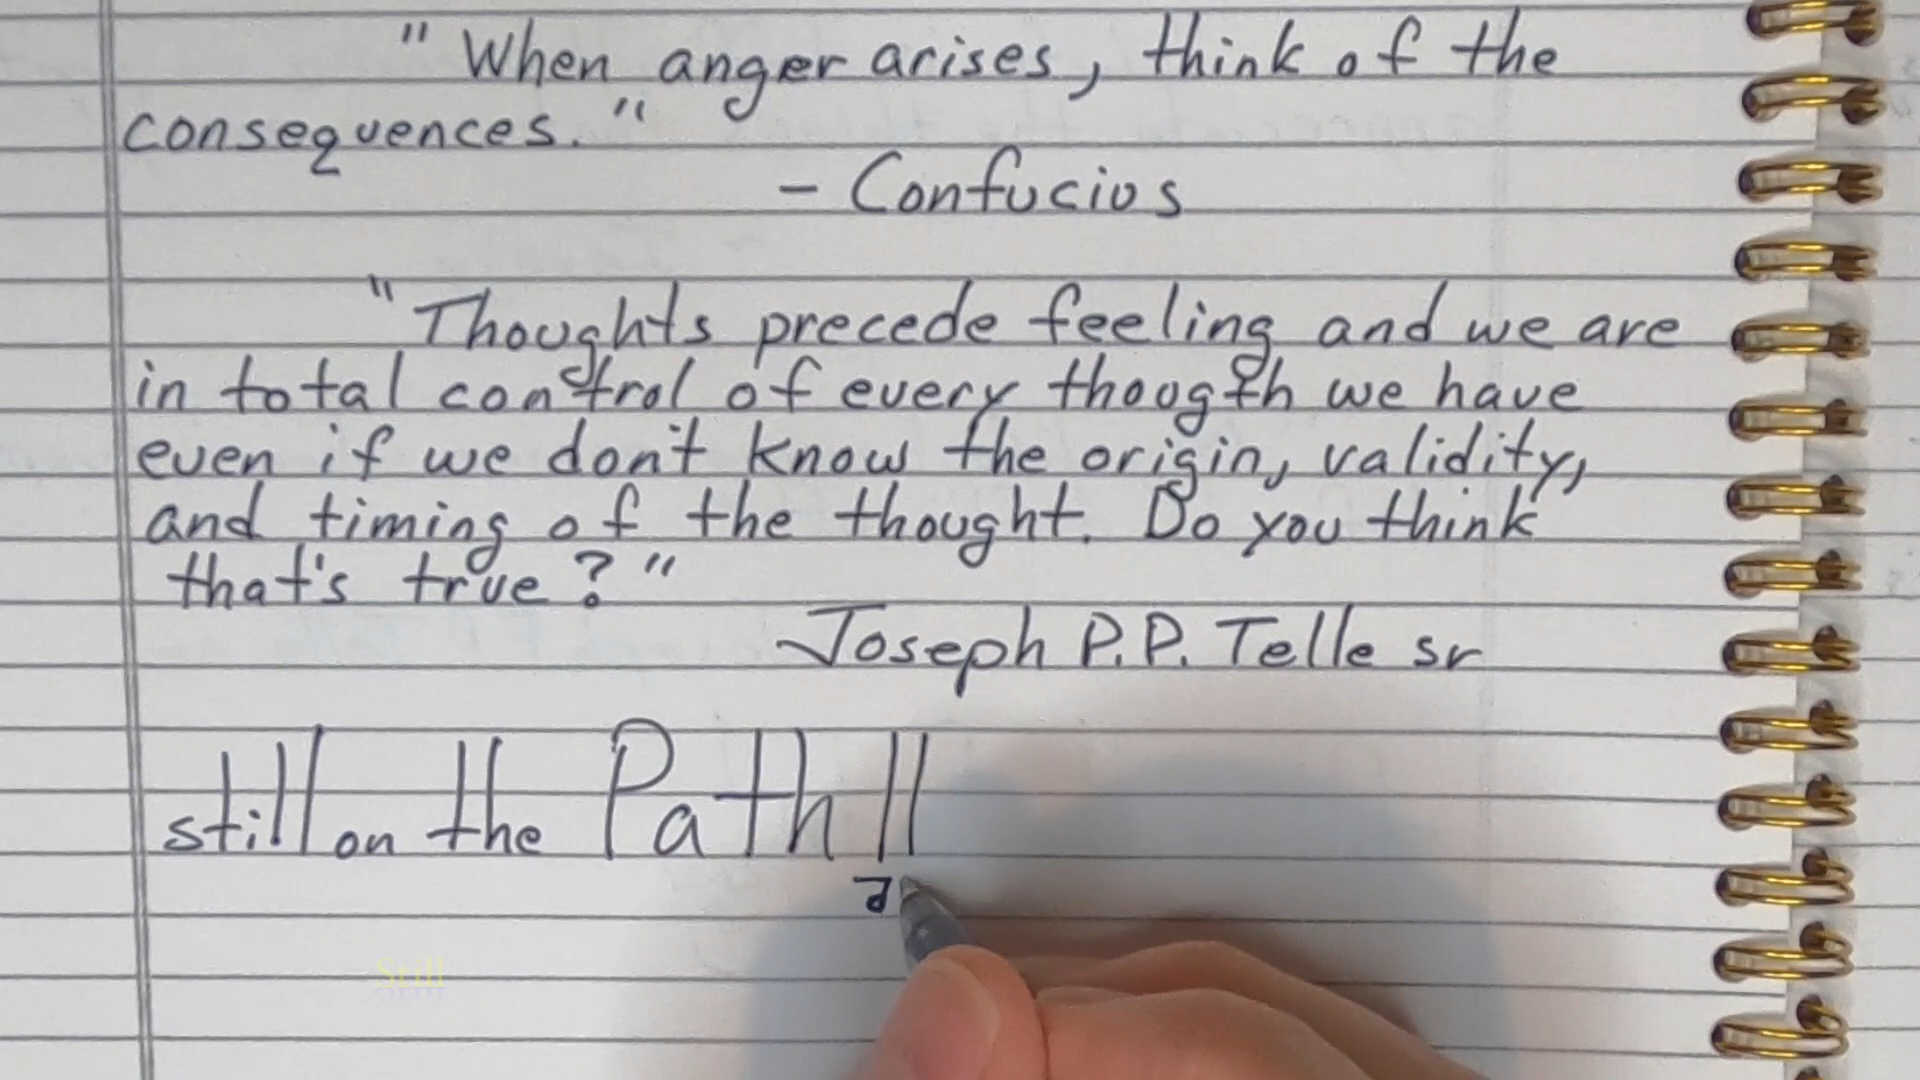 "When anger arises, think of the
consequences."
- Confucius
"Thoughts precede feeling and we are
in total control of every thougth we have
even if we don't know the origin, validity,
and timing of the thought. Do you think
that's true?"
Joseph P.P. Telle sr
still on the Path ll
Still